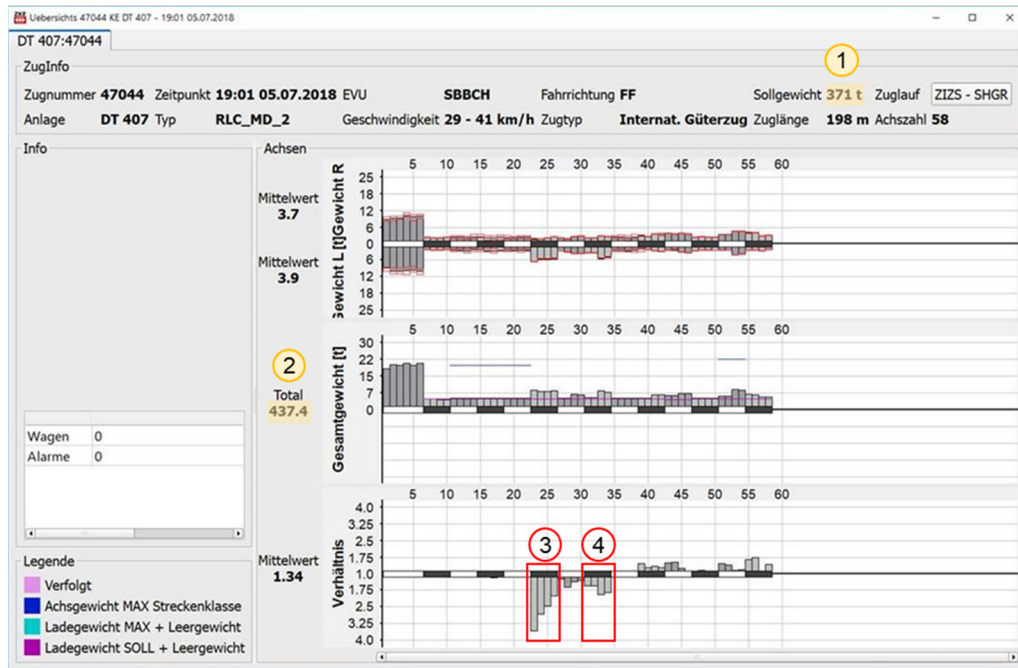 Uebersichts 47044 KE DT 407 - 19:01 05.07.2018
DT 407:47044
ZugInfo
1
Zugnummer 47044 Zeitpunkt 19:01 05.07.2018 EVU SBBCH Fahrrichtung FF Sollgewicht 371 t Zuglauf ZIZS - SHGR
Anlage DT 407 Typ RLC_MD_2 Geschwindigkeit 29 - 41 km/h Zugtyp Internat. Güterzug Zuglänge 198 m Achszahl 58
Info
Achsen
5 10 15 20 25 30 35 40 45 50 55 60
Mittelwert
3.7
Mittelwert
3.9
Gewicht L [t]Gewicht R
25
18
12
6
0
6
12
18
25
5 10 15 20 25 30 35 40 45 50 55 60
2
Total
437.4
Gesamtgewicht [t]
30
22
15
7
0
Wagen 0
Alarme 0
5 10 15 20 25 30 35 40 45 50 55 60
Mittelwert
1.34
Verhältnis
4.0
3.25
2.5
1.75
1.0
1.75
2.5
3.25
4.0
3
4
Legende
Verfolgt
Achsgewicht MAX Streckenklasse
Ladegewicht MAX + Leergewicht
Ladegewicht SOLL + Leergewicht